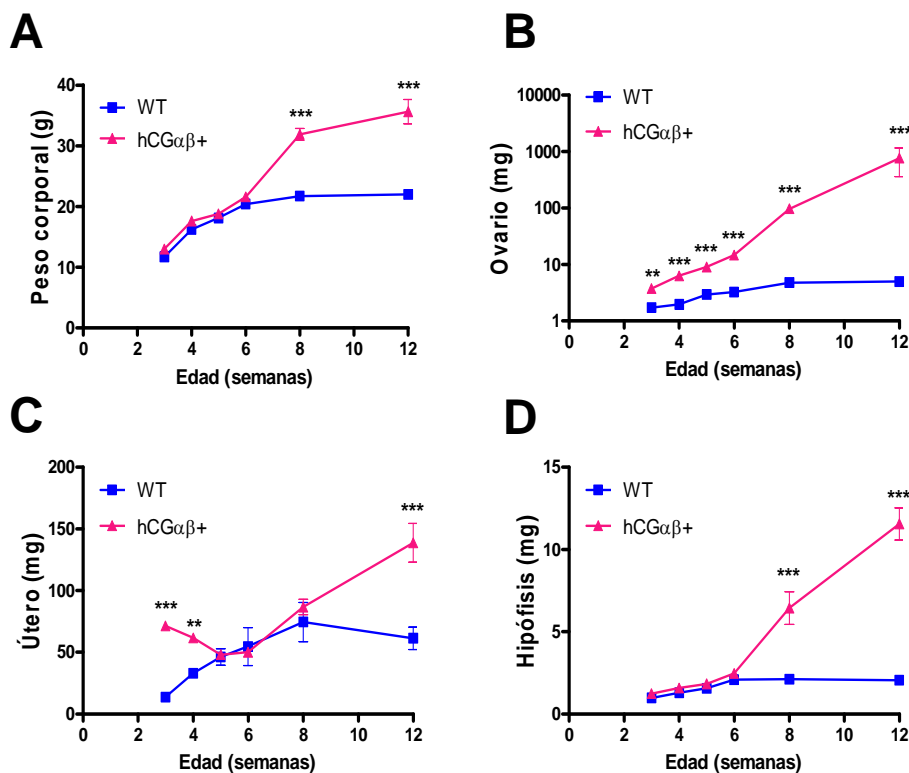 A
Peso corporal (g)
40
30
20
10
0
WT
hCGαβ+
***
***
0 2 4 6 8 10 12
Edad (semanas)
B
Ovario (mg)
10000
1000
100
10
1
WT
hCGαβ+
** *** *** *** *** ***
0 2 4 6 8 10 12
Edad (semanas)
C
Útero (mg)
200
150
100
50
0
WT
hCGαβ+
*** ** ***
0 2 4 6 8 10 12
Edad (semanas)
D
Hipófisis (mg)
15
10
5
0
WT
hCGαβ+
*** ***
0 2 4 6 8 10 12
Edad (semanas)